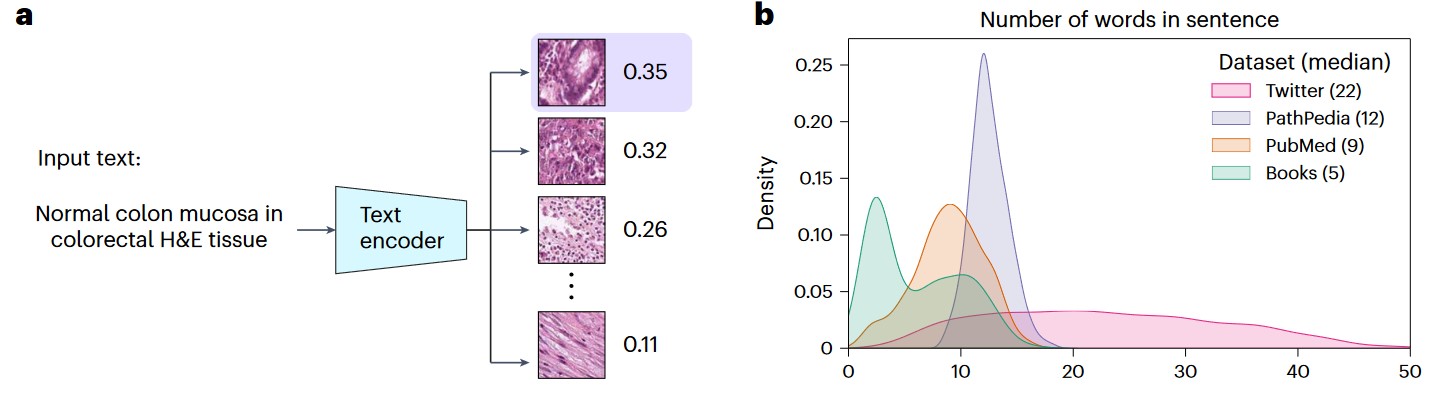 a
Input text:
Normal colon mucosa in
colorectal H&E tissue
Text
encoder
0.35
0.32
0.26
0.11
b
Number of words in sentence
Density
0.25
0.20
0.15
0.10
0.05
0
0 10 20 30 40 50
Dataset (median)
Twitter (22)
PathPedia (12)
PubMed (9)
Books (5)